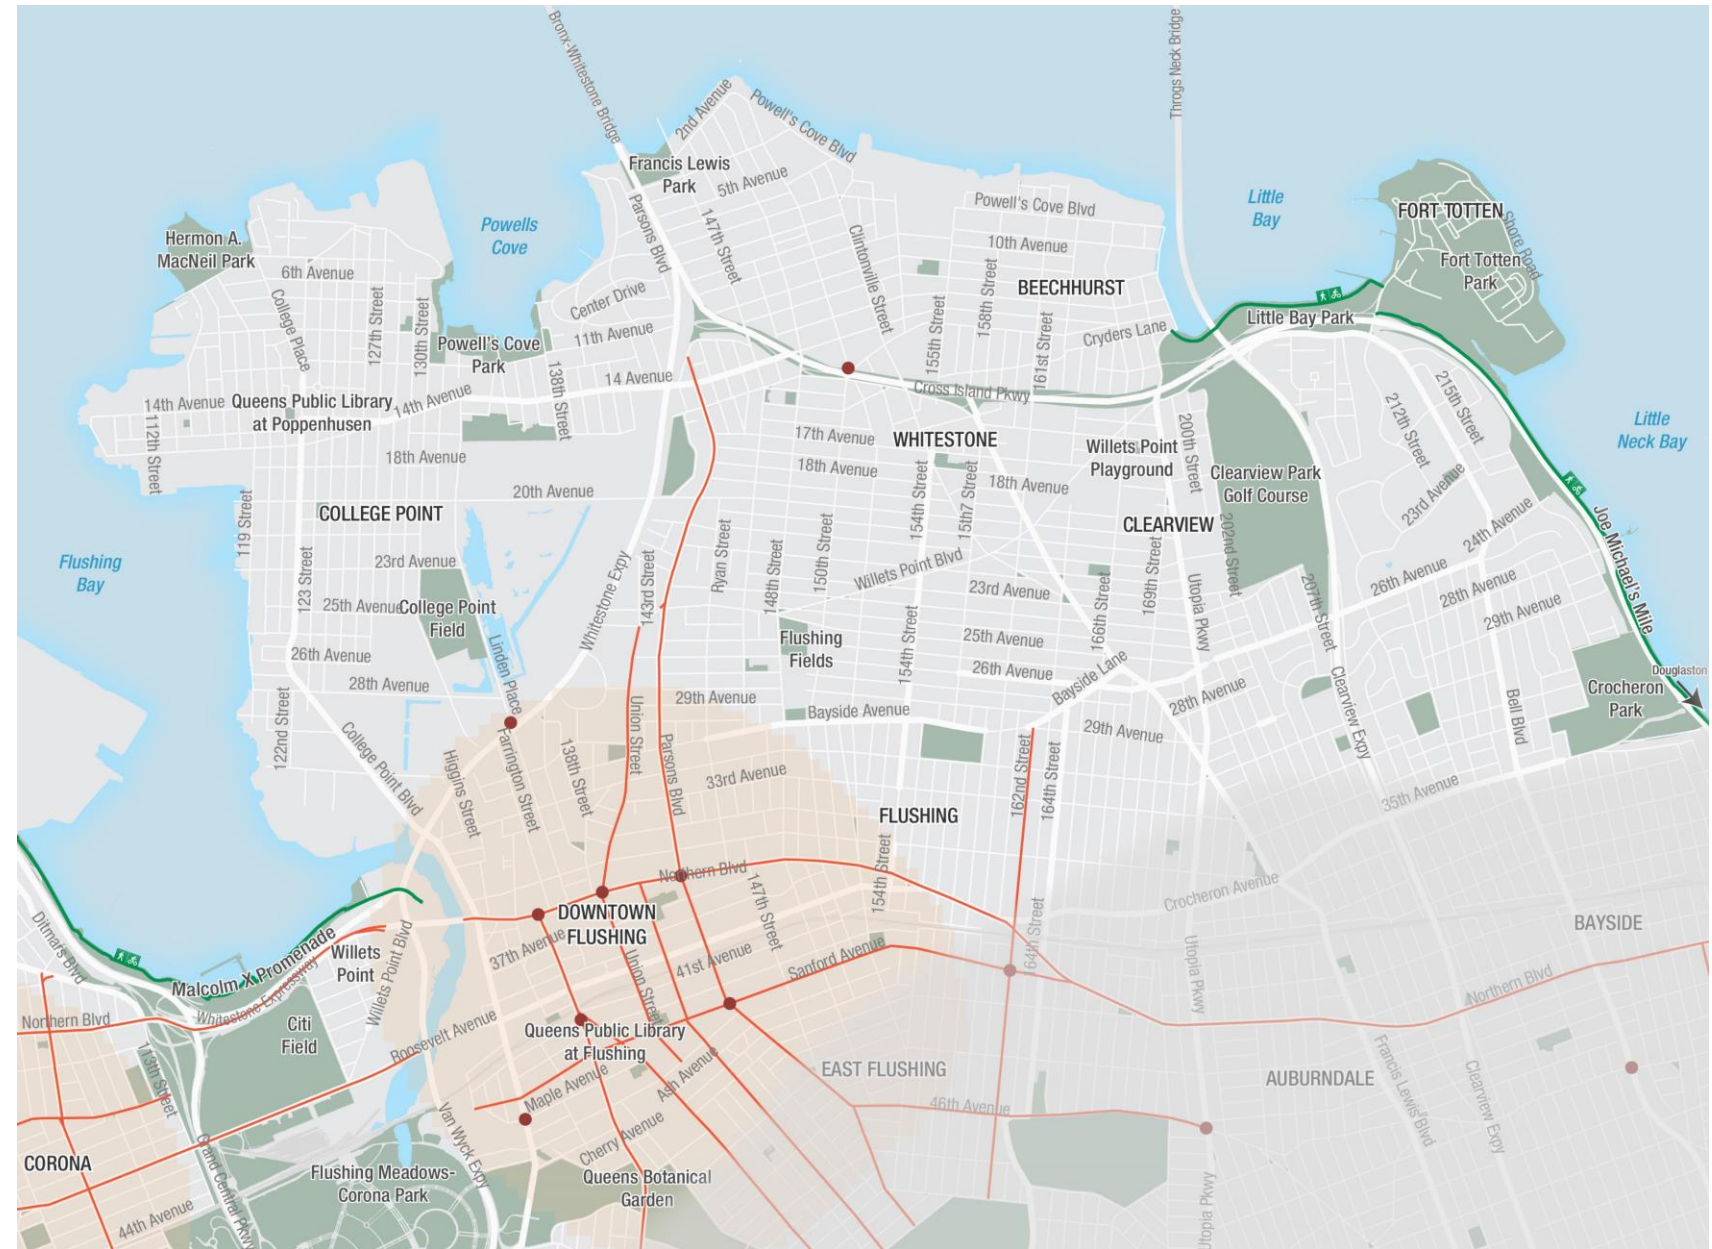 Bronx-Whitestone Bridge
Throgs Neck Bridge
2nd Avenue
Powell's Cove Blvd
Francis Lewis
Park
5th Avenue
Parsons Blvd
147th Street
Powells
Cove
Hermon A.
MacNeil Park
6th Avenue
College Place
127th Street
130th Street
Center Drive
11th Avenue
Powell's Cove
Park
138th Street
Clintonville Street
Powell's Cove Blvd
10th Avenue
158th Street
155th Street
BEECHHURST
161st Street
Cryders Lane
Little
Bay
FORT TOTTEN
Shore Road
Fort Totten
Park
Little Bay Park
14th Avenue
Queens Public Library
at Poppenhusen
14th Avenue
14 Avenue
112th Street
18th Avenue
Cross Island Pkwy
17th Avenue
WHITESTONE
18th Avenue
154th Street
15th7 Street
18th Avenue
Willets Point
Playground
200th Street
Clearview Park
Golf Course
212th Street
215th Street
Little
Neck Bay
20th Avenue
COLLEGE POINT
119 Street
CLEARVIEW
202nd Street
23rd Avenue
24th Avenue
Joe Michael's Mile
Flushing
Bay
23rd Avenue
123 Street
25th Avenue
College Point
Field
Linden Place
Whitestone Expy
143rd Street
Ryan Street
148th Street
150th Street
Willets Point Blvd
23rd Avenue
166th Street
169th Street
Utopia Pkwy
207th Street
26th Avenue
28th Avenue
29th Avenue
26th Avenue
28th Avenue
Flushing
Fields
154th Street
25th Avenue
26th Avenue
Bayside Lane
28th Avenue
29th Avenue
Clearview Expy
Bell Blvd
Crocheron
Park
Douglaston
122nd Street
College Point Blvd
29th Avenue
Bayside Avenue
Union Street
Parsons Blvd
Higgins Street
Farrington Street
138th Street
33rd Avenue
FLUSHING
162nd Street
164th Street
35th Avenue
154th Street
Northern Blvd
147th Street
DOWNTOWN
FLUSHING
37th Avenue
Union Street
41st Avenue
Sanford Avenue
164th Street
Crocheron Avenue
BAYSIDE
Utopia Pkwy
Northern Blvd
Ditmars Blvd
Malcolm X Promenade
Whitestone Expressway
Willets
Point
Willets Point Blvd
Northern Blvd
Citi
Field
Roosevelt Avenue
Queens Public Library
at Flushing
113th Street
Maple Avenue
Ash Avenue
EAST FLUSHING
AUBURNDALE
Francis Lewis Blvd
Clearview Expy
46th Avenue
CORONA
Grand Central Pkwy
Van Wyck Expy
Cherry Avenue
Flushing Meadows-
Corona Park
Queens Botanical
Garden
44th Avenue
Utopia Pkwy